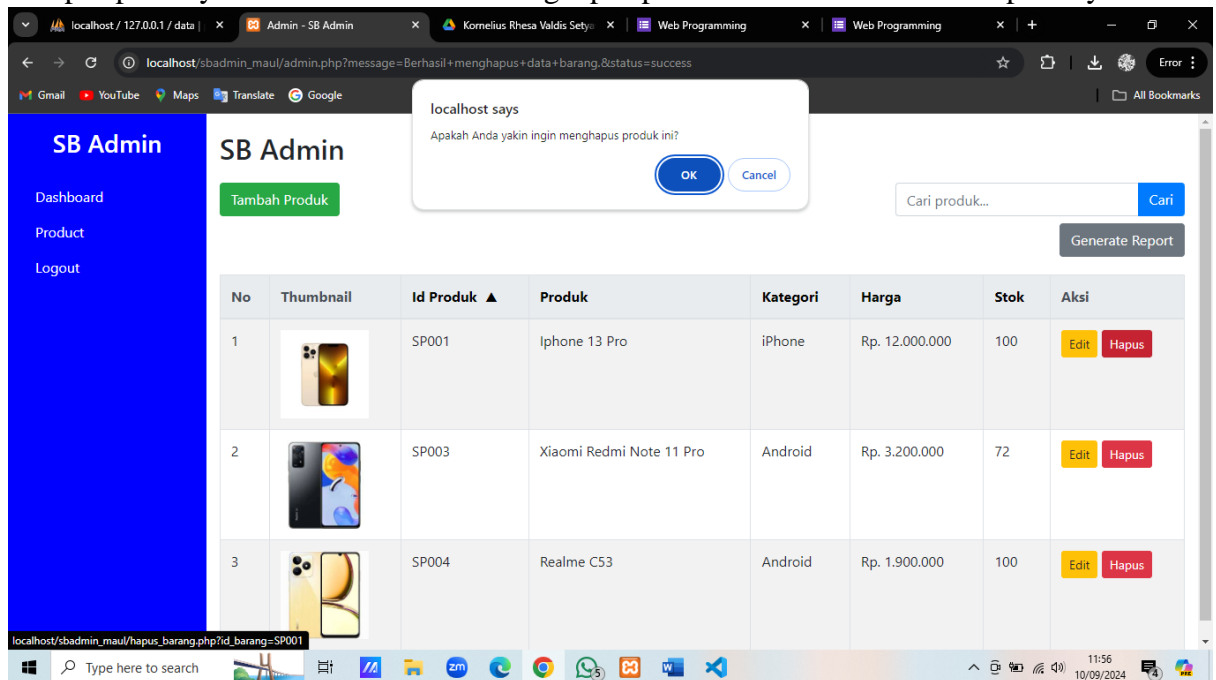 localhost / 127.0.0.1 / data |
Admin - SB Admin
Kornelius Rhesa Valdis Setya
Web Programming
Web Programming
localhost/sbadmin_maul/admin.php?message=Berhasil+menghapus+data+barang.&status=success
Error
Gmail
YouTube
Maps
Translate
Google
All Bookmarks
localhost says
Apakah Anda yakin ingin menghapus produk ini?
OK
Cancel
SB Admin
Dashboard
Product
Logout
SB Admin
Tambah Produk
Cari produk...
Cari
Generate Report
No Thumbnail Id Produk ▲ Produk Kategori Harga Stok Aksi
1 SP001 Iphone 13 Pro iPhone Rp. 12.000.000 100 Edit Hapus
2 SP003 Xiaomi Redmi Note 11 Pro Android Rp. 3.200.000 72 Edit Hapus
3 SP004 Realme C53 Android Rp. 1.900.000 100 Edit Hapus
localhost/sbadmin_maul/hapus_barang.php?id_barang=SP001
Type here to search
11:56
10/09/2024